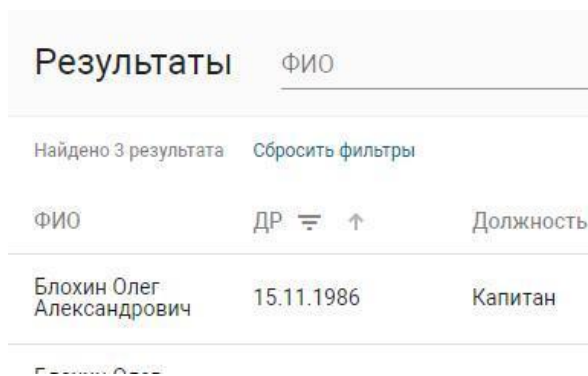 Результаты ФИО
Найдено 3 результата Сбросить фильтры
ФИО ДР Должность
Блохин Олег
Александрович 15.11.1986 Капитан